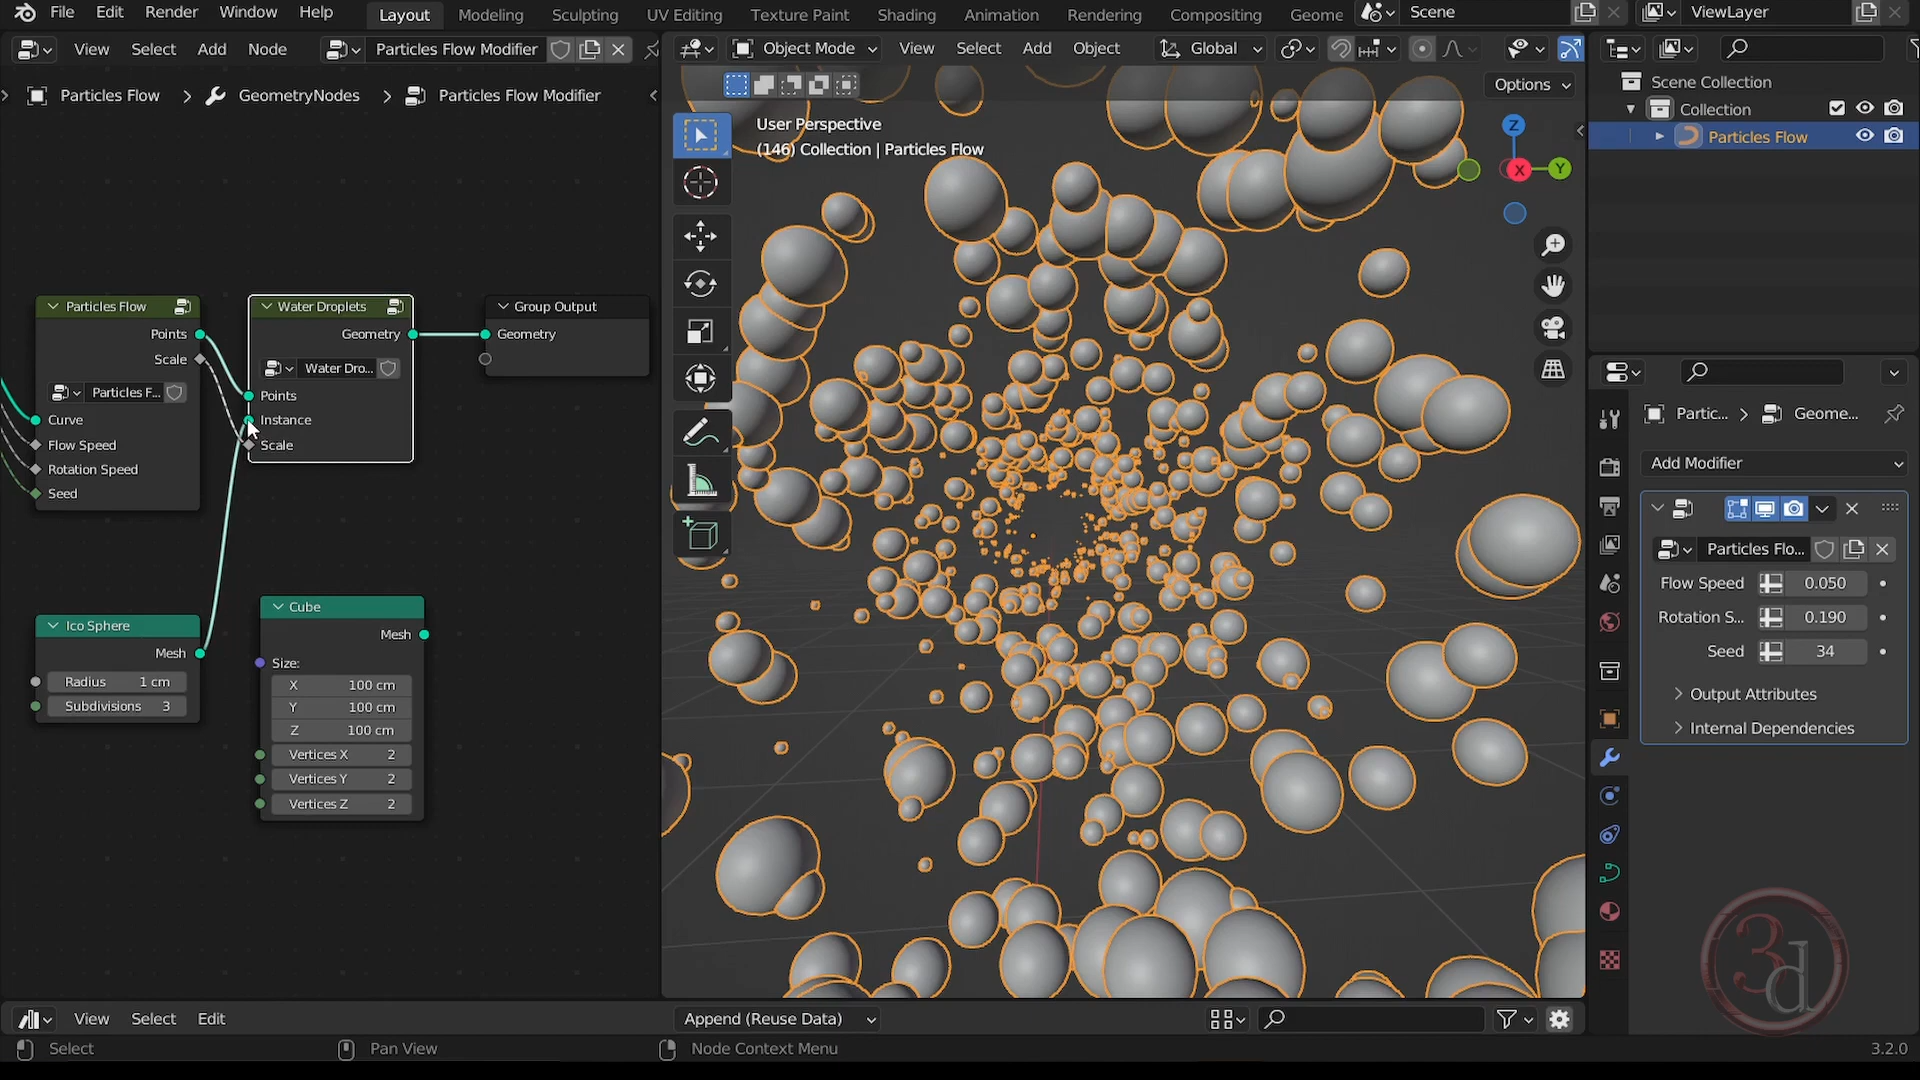 File Edit Render Window Help Layout Modeling Sculpting UV Editing Texture Paint Shading Animation Rendering Compositing Geome Scene ViewLayer
View Select Add Node Particles Flow Modifier
Object Mode View Select Add Object Global
Particles Flow > GeometryNodes > Particles Flow Modifier
Options
User Perspective
(146) Collection | Particles Flow
Z
X
Y
Scene Collection
Collection
Particles Flow
Particles Flow
Points
Scale
Particles F...
Curve
Flow Speed
Rotation Speed
Seed
Water Droplets
Geometry
Water Dro...
Points
Instance
Scale
Group Output
Geometry
Ico Sphere
Mesh
Radius 1 cm
Subdivisions 3
Cube
Mesh
Size:
X 100 cm
Y 100 cm
Z 100 cm
Vertices X 2
Vertices Y 2
Vertices Z 2
Partic... > Geome...
Add Modifier
Particles Flo...
Flow Speed 0.050
Rotation S... 0.190
Seed 34
Output Attributes
Internal Dependencies
3d
View Select Edit
Append (Reuse Data)
Select Pan View Node Context Menu 3.2.0